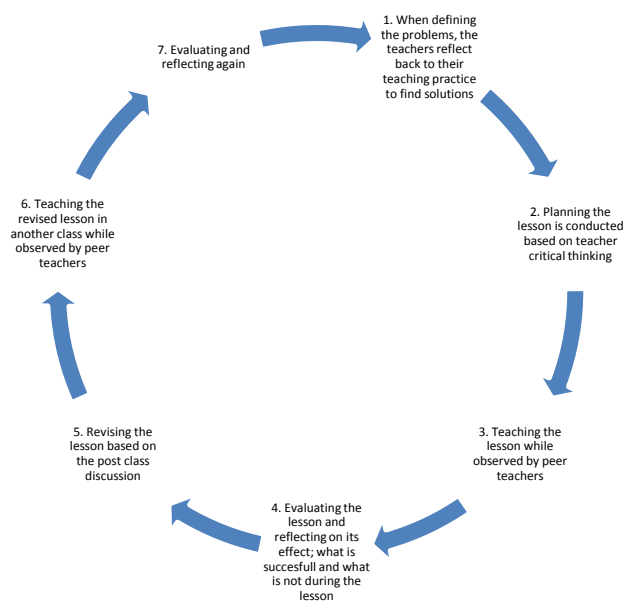 1. When defining
the problems, the
teachers reflect
back to their
teaching practice
to find solutions
2. Planning the
lesson is conducted
based on teacher
critical thinking
3. Teaching the
lesson while
observed by peer
teachers
4. Evaluating the
lesson and
reflecting on its
effect; what is
succesfull and what
is not during the
lesson
5. Revising the
lesson based on
the post class
discussion
6. Teaching the
revised lesson in
another class while
observed by peer
teachers
7. Evaluating and
reflecting again